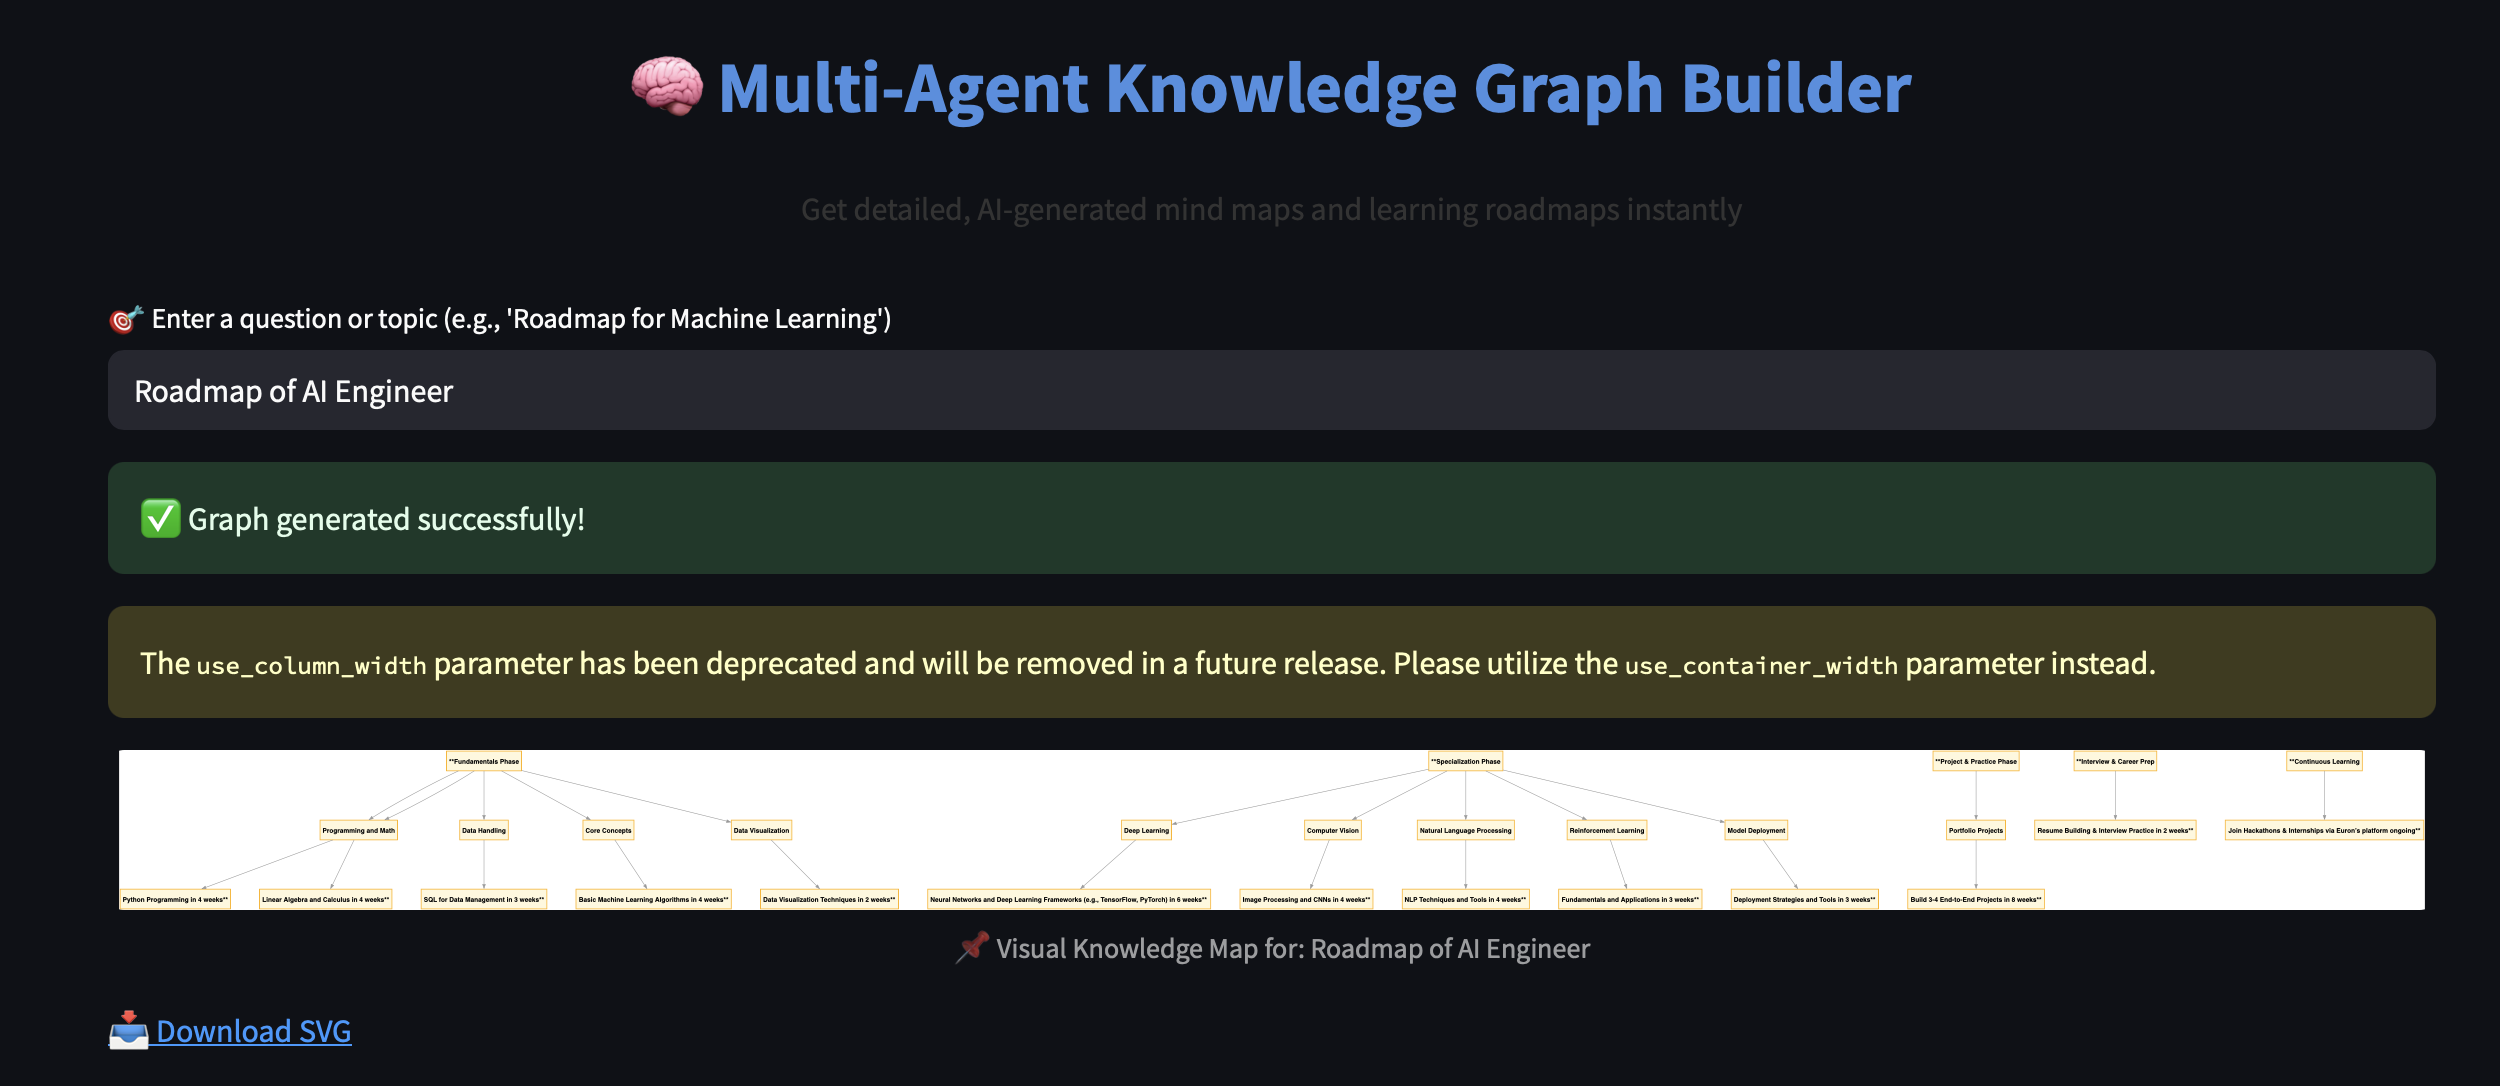 🧠 Multi-Agent Knowledge Graph Builder
Get detailed, AI-generated mind maps and learning roadmaps instantly
🎯 Enter a question or topic (e.g., 'Roadmap for Machine Learning')
Roadmap of AI Engineer
✅ Graph generated successfully!
The use_column_width parameter has been deprecated and will be removed in a future release. Please utilize the use_container_width parameter instead.
**Fundamentals Phase
**Specialization Phase
**Project & Practice Phase
**Interview & Career Prep
**Continuous Learning
Programming and Math
Data Handling
Core Concepts
Data Visualization
Deep Learning
Computer Vision
Natural Language Processing
Reinforcement Learning
Model Deployment
Portfolio Projects
Resume Building & Interview Practice in 2 weeks**
Join Hackathons & Internships via Euron's platform ongoing**
Python Programming in 4 weeks**
Linear Algebra and Calculus in 4 weeks**
SQL for Data Management in 3 weeks**
Basic Machine Learning Algorithms in 4 weeks**
Data Visualization Techniques in 2 weeks**
Neural Networks and Deep Learning Frameworks (e.g., TensorFlow, PyTorch) in 6 weeks**
Image Processing and CNNs in 4 weeks**
NLP Techniques and Tools in 4 weeks**
Fundamentals and Applications in 3 weeks**
Deployment Strategies and Tools in 3 weeks**
Build 3-4 End-to-End Projects in 8 weeks**
📌 Visual Knowledge Map for: Roadmap of AI Engineer
📥 Download SVG